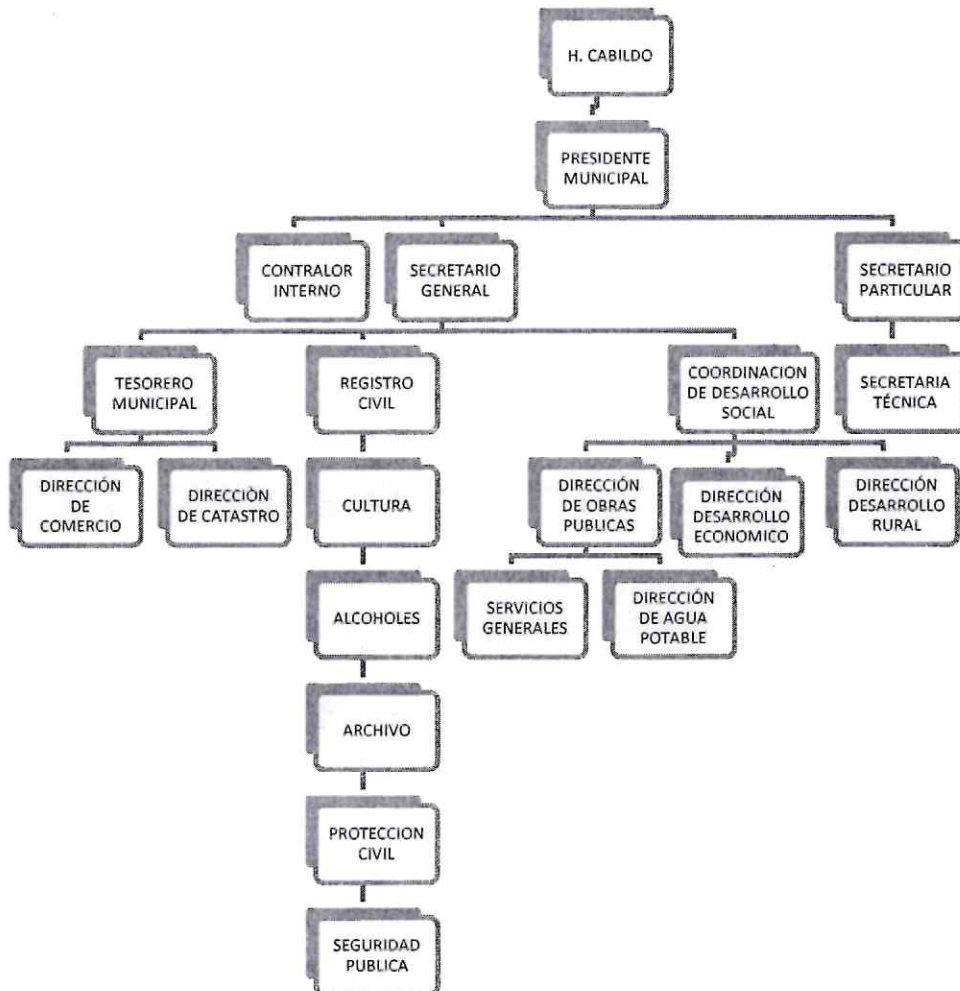 H. CABILDO
PRESIDENTE
MUNICIPAL
CONTRALOR
INTERNO
SECRETARIO
GENERAL
SECRETARIO
PARTICULAR
TESORERO
MUNICIPAL
REGISTRO
CIVIL
COORDINACION
DE DESARROLLO
SOCIAL
SECRETARIA
TÉCNICA
DIRECCIÓN
DE
COMERCIO
DIRECCIÒN
DE CATASTRO
CULTURA
DIRECCIÓN
DE OBRAS
PUBLICAS
DIRECCIÓN
DESARROLLO
ECONOMICO
DIRECCIÓN
DESARROLLO
RURAL
ALCOHOLES
SERVICIOS
GENERALES
DIRECCIÓN
DE AGUA
POTABLE
ARCHIVO
PROTECCION
CIVIL
SEGURIDAD
PUBLICA